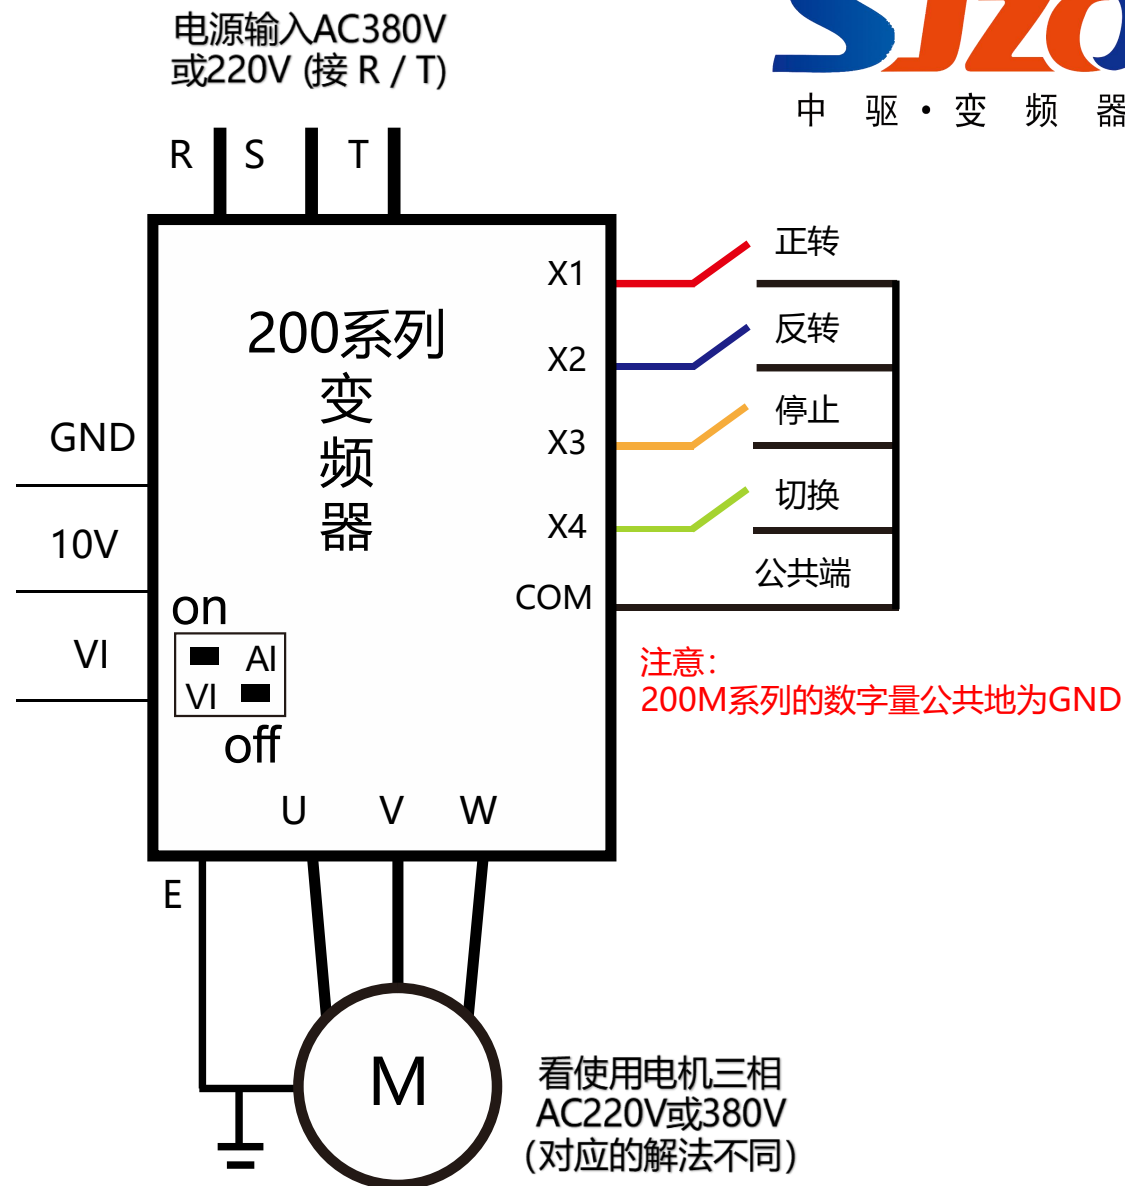 电源输入AC380V
或220V (接 R / T)
SJZO
中 驱·变 频 器
R S T
X1 正转
200系列
变
频
器
X2 反转
X3 停止
GND
X4 切换
10V
COM 公共端
on
VI
AI
VI
off
注意：
200M系列的数字量公共地为GND
U V W
E
M
看使用电机三相
AC220V或380V
(对应的解法不同)